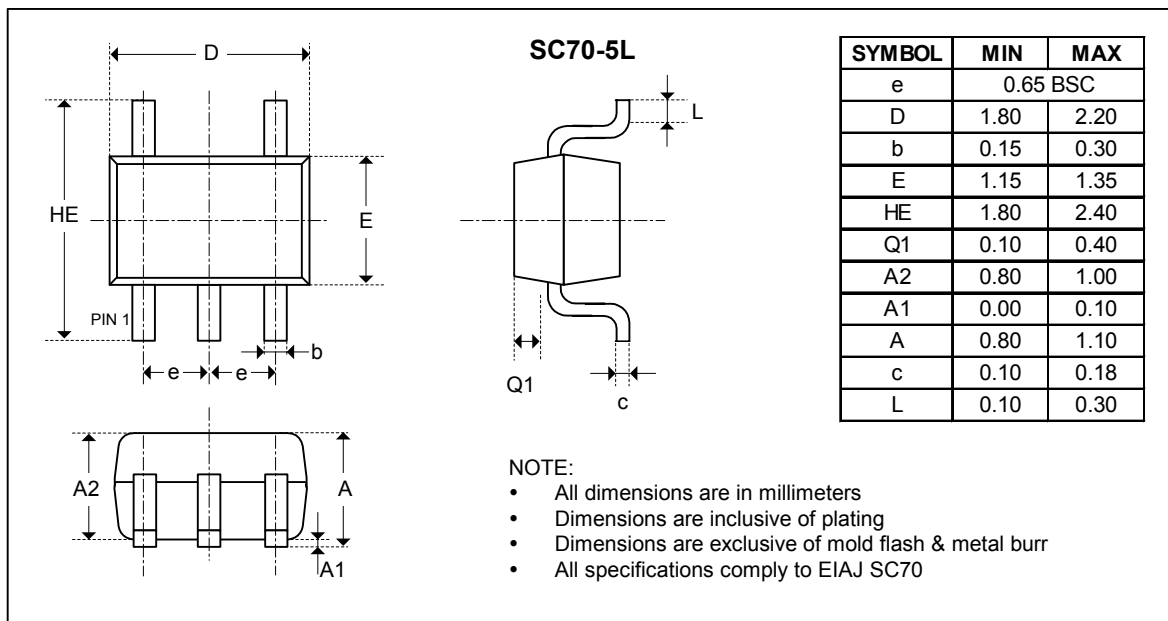 SC70-5L
D
HE
E
PIN 1
b
e e
L
Q1
c
A2
A
A1
SYMBOL MIN MAX
e 0.65 BSC
D 1.80 2.20
b 0.15 0.30
E 1.15 1.35
HE 1.80 2.40
Q1 0.10 0.40
A2 0.80 1.00
A1 0.00 0.10
A 0.80 1.10
c 0.10 0.18
L 0.10 0.30
NOTE:
• All dimensions are in millimeters
• Dimensions are inclusive of plating
• Dimensions are exclusive of mold flash & metal burr
• All specifications comply to EIAJ SC70